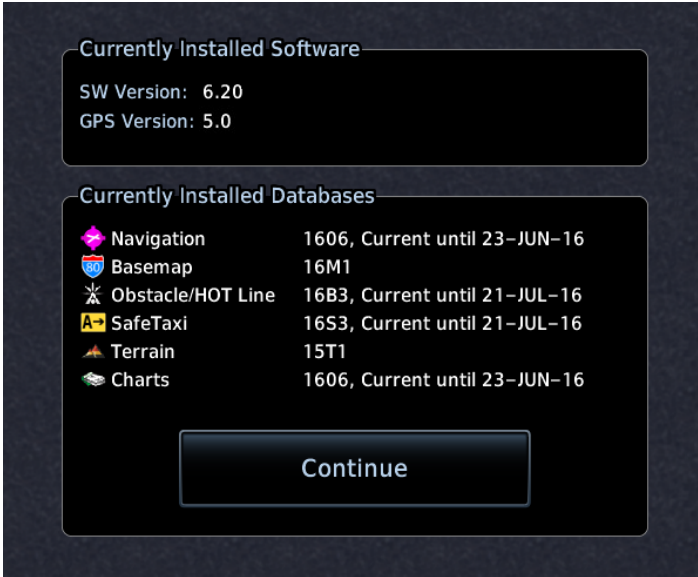 Currently Installed Software
SW Version: 6.20
GPS Version: 5.0
Currently Installed Databases
Navigation 1606, Current until 23-JUN-16
80 Basemap 16M1
Obstacle/HOT Line 16B3, Current until 21-JUL-16
A→ SafeTaxi 16S3, Current until 21-JUL-16
Terrain 15T1
Charts 1606, Current until 23-JUN-16
Continue